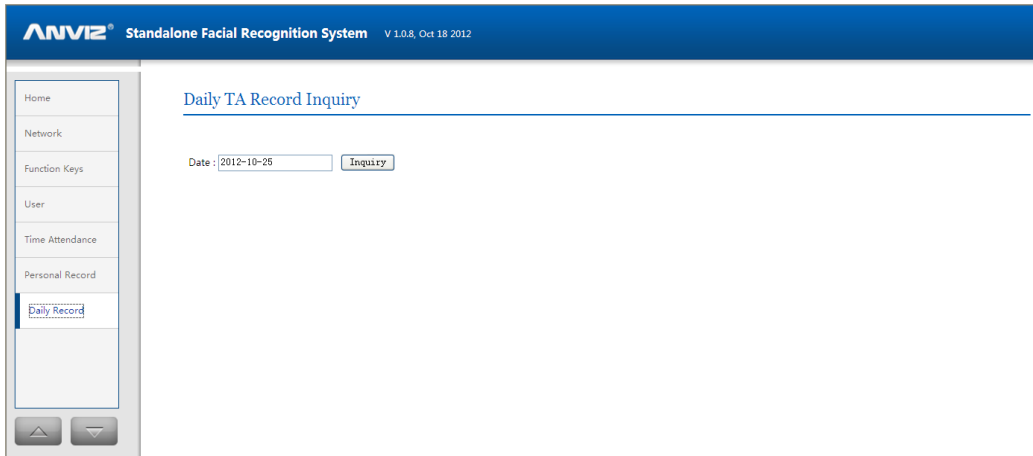 ANVIZ® Standalone Facial Recognition System V 1.0.8, Oct 18 2012
Home
Network
Function Keys
User
Time Attendance
Personal Record
Daily Record
Daily TA Record Inquiry
Date : 2012-10-25 Inquiry